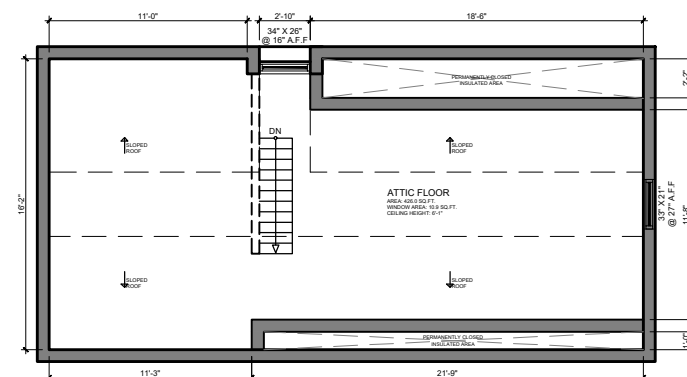 11'-0"
2'-10"
18'-6"
34" X 26"
@ 16" A.F.F
PERMANENTLY CLOSED
INSULATED AREA
DN
SLOPED
ROOF
SLOPED
ROOF
16'-2"
ATTIC FLOOR
AREA: 426.0 SQ.FT.
WINDOW AREA: 10.9 SQ.FT.
CEILING HEIGHT: 6'-1"
33" X 21"
@ 27" A.F.F
11'-8"
SLOPED
ROOF
SLOPED
ROOF
PERMANENTLY CLOSED
INSULATED AREA
11'-3"
21'-9"